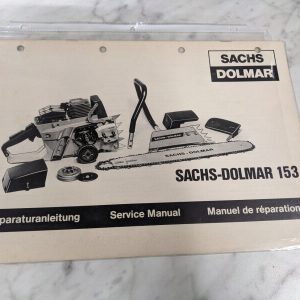 SACHS
DOLMAR
SACHS-DOLMAR
SACHS-DOLMAR 153
paraturanleitung Service Manual Manuel de réparation